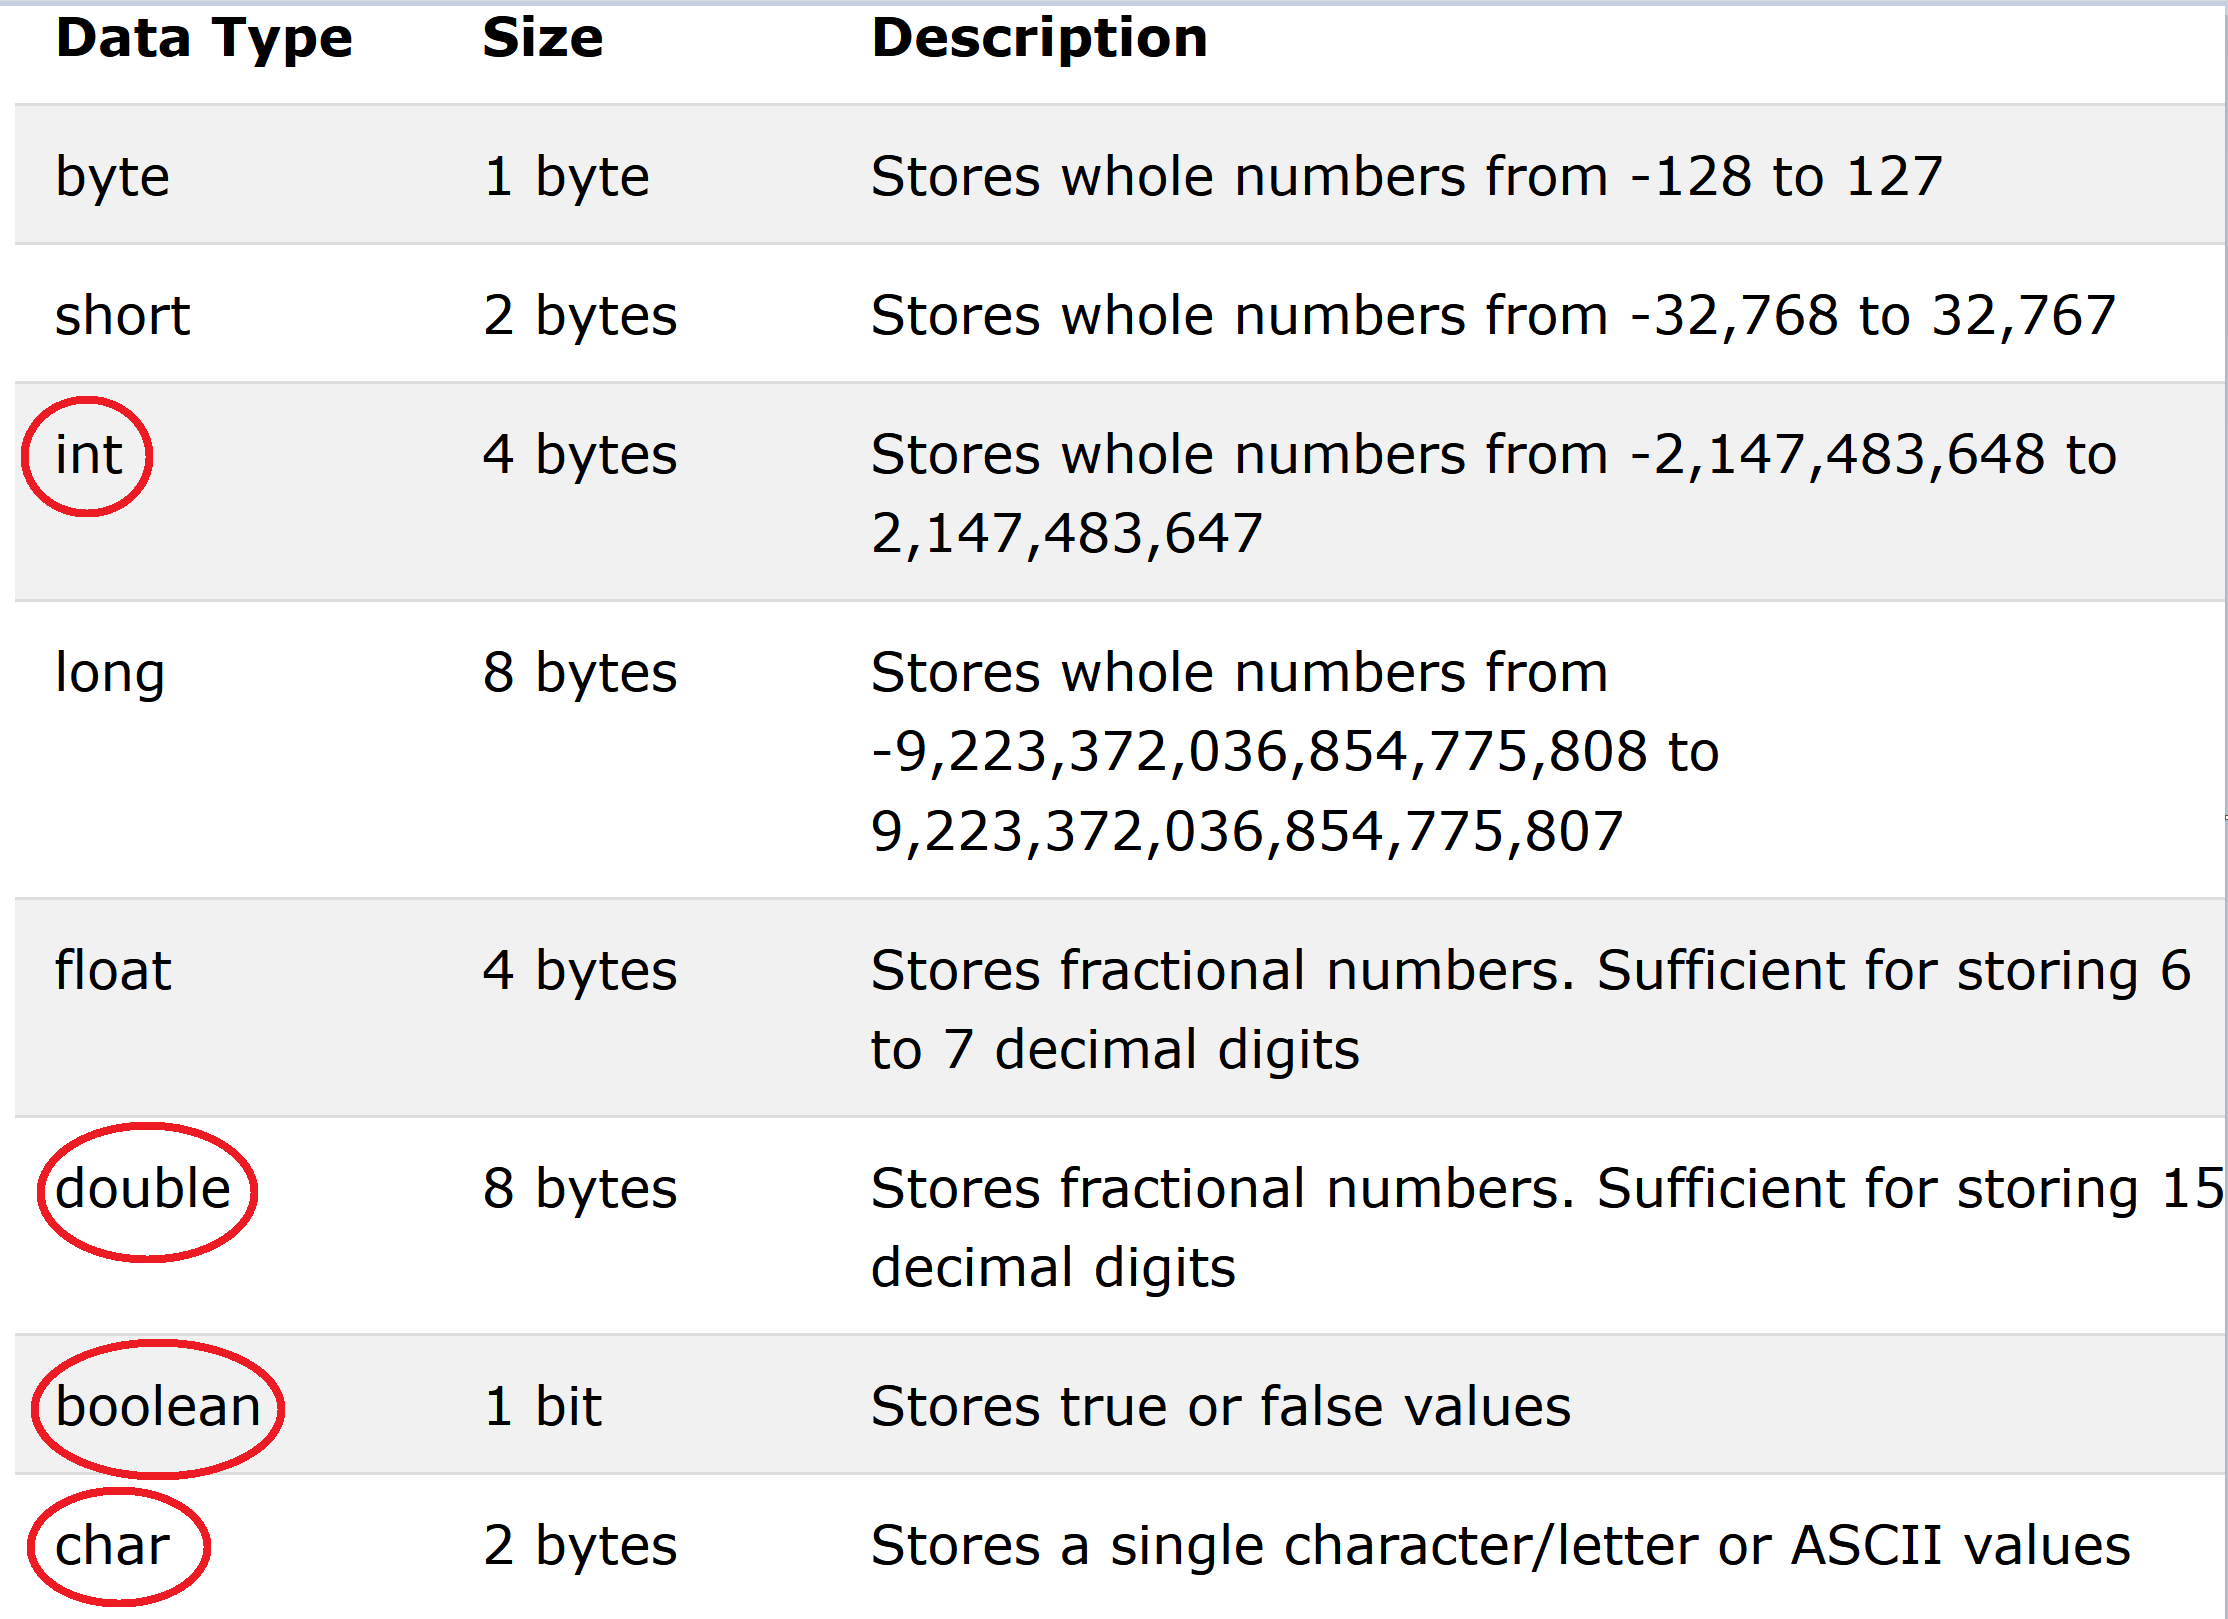 Data Type Size Description
byte 1 byte Stores whole numbers from -128 to 127
short 2 bytes Stores whole numbers from -32,768 to 32,767
int 4 bytes Stores whole numbers from -2,147,483,648 to
2,147,483,647
long 8 bytes Stores whole numbers from
-9,223,372,036,854,775,808 to
9,223,372,036,854,775,807
float 4 bytes Stores fractional numbers. Sufficient for storing 6
to 7 decimal digits
double 8 bytes Stores fractional numbers. Sufficient for storing 15
decimal digits
boolean 1 bit Stores true or false values
char 2 bytes Stores a single character/letter or ASCII values